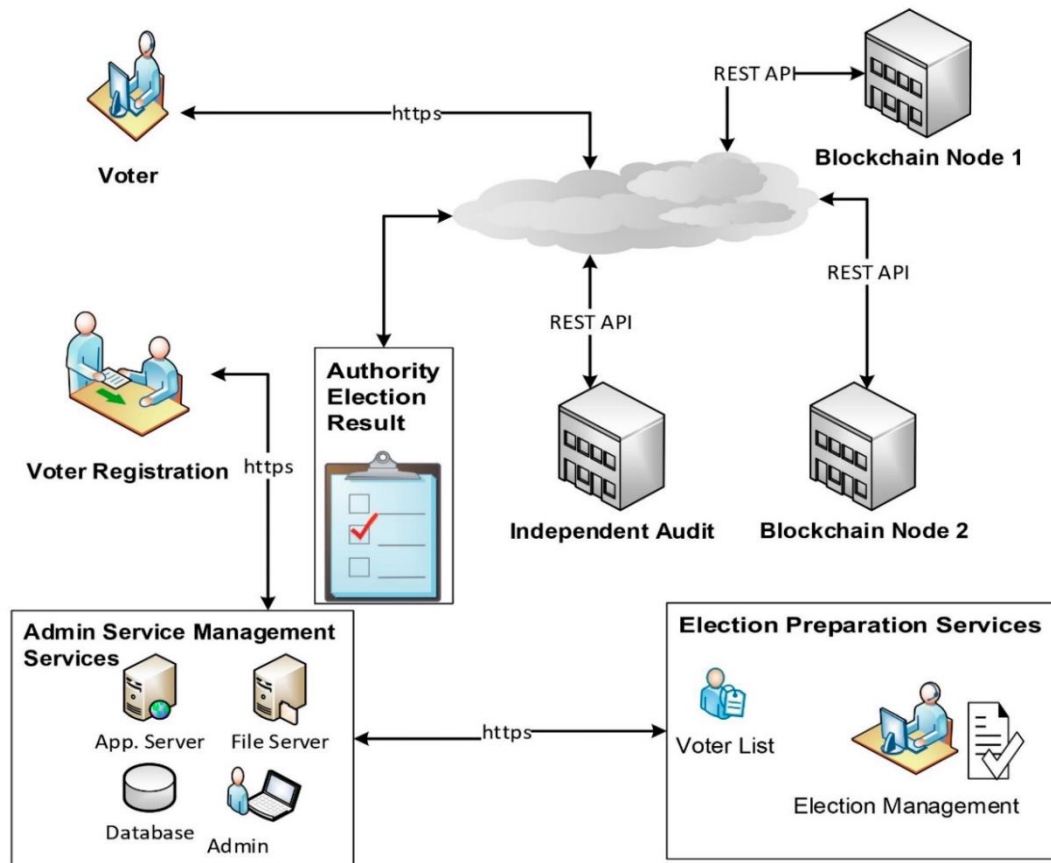 REST API
https
Blockchain Node 1
Voter
REST API
REST API
Authority
Election
Result
Voter Registration
https
Independent Audit
Blockchain Node 2
Admin Service Management
Services
App. Server
File Server
Database
Admin
https
Election Preparation Services
Voter List
Election Management